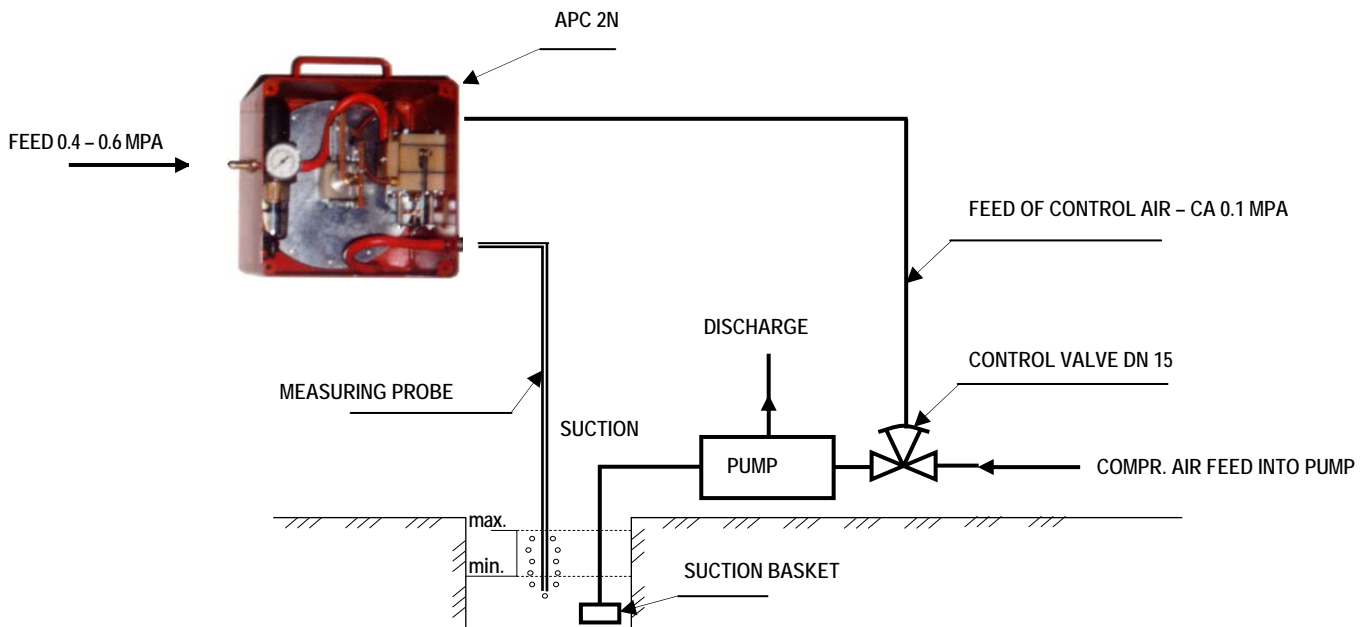 APC 2N
FEED 0.4 – 0.6 MPA
FEED OF CONTROL AIR – CA 0.1 MPA
DISCHARGE
CONTROL VALVE DN 15
MEASURING PROBE
SUCTION
PUMP
COMPR. AIR FEED INTO PUMP
max.
min.
SUCTION BASKET